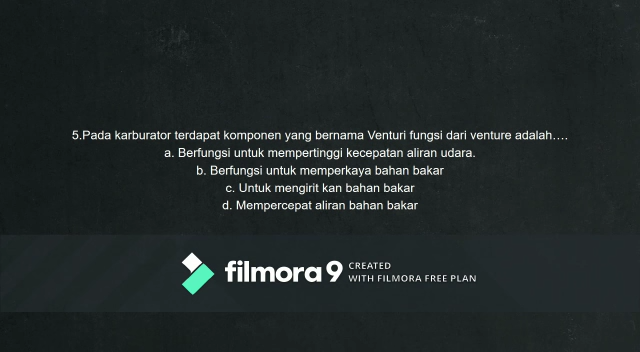 5.Pada karburator terdapat komponen yang bernama Venturi fungsi dari venture adalah....
a. Berfungsi untuk mempertinggi kecepatan aliran udara.
b. Berfungsi untuk memperkaya bahan bakar
c. Untuk mengirit kan bahan bakar
d. Mempercepat aliran bahan bakar
filmora 9 CREATED
WITH FILMORA FREE PLAN